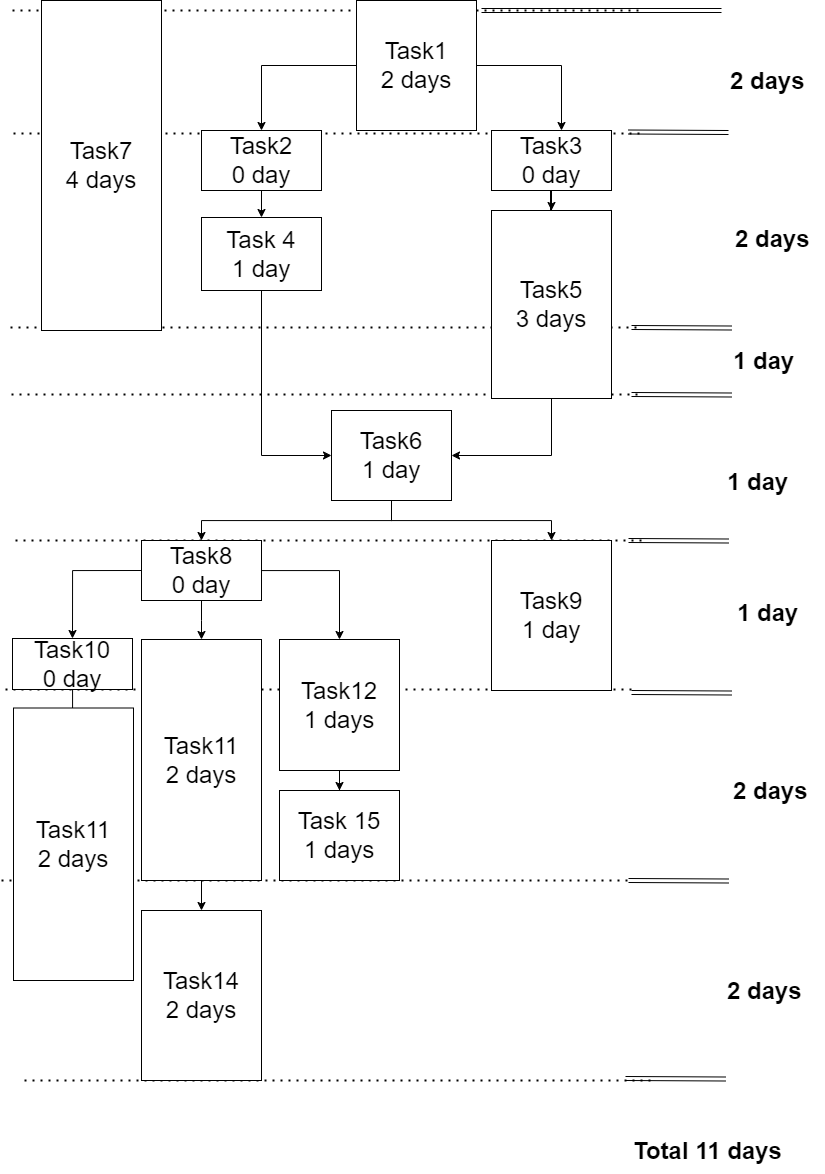 Task1
2 days
2 days
Task7
4 days
Task2
0 day
Task3
0 day
Task 4
1 day
2 days
Task5
3 days
1 day
Task6
1 day
1 day
Task8
0 day
Task9
1 day
1 day
Task10
0 day
Task12
1 days
Task11
2 days
2 days
Task11
2 days
Task 15
1 days
Task14
2 days
2 days
Total 11 days